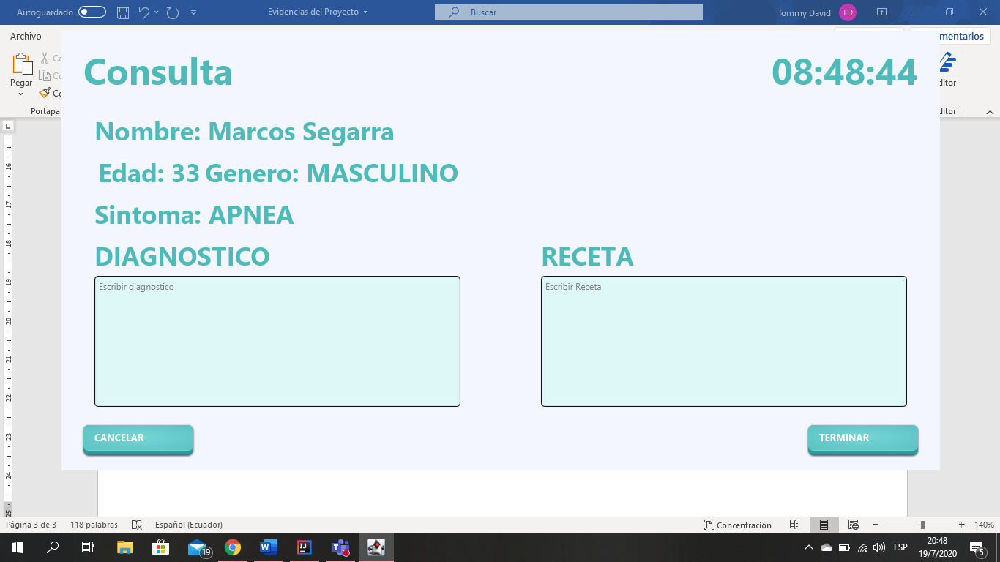 Autoguardado
Evidencias del Proyecto
Buscar
Tommy David
TD
Archivo
mentarios
Pegar
Co
Co
Co
Portapap
ditor
ditor
Consulta
08:48:44
Nombre: Marcos Segarra
Edad: 33 Genero: MASCULINO
Sintoma: APNEA
DIAGNOSTICO
RECETA
Escribir diagnostico
Escribir Receta
CANCELAR
TERMINAR
16
17
18
19
20
21
22
23
24
25
Página 3 de 3
118 palabras
Español (Ecuador)
Concentración
140%
19
IJ
ESP
20:48
19/7/2020
5